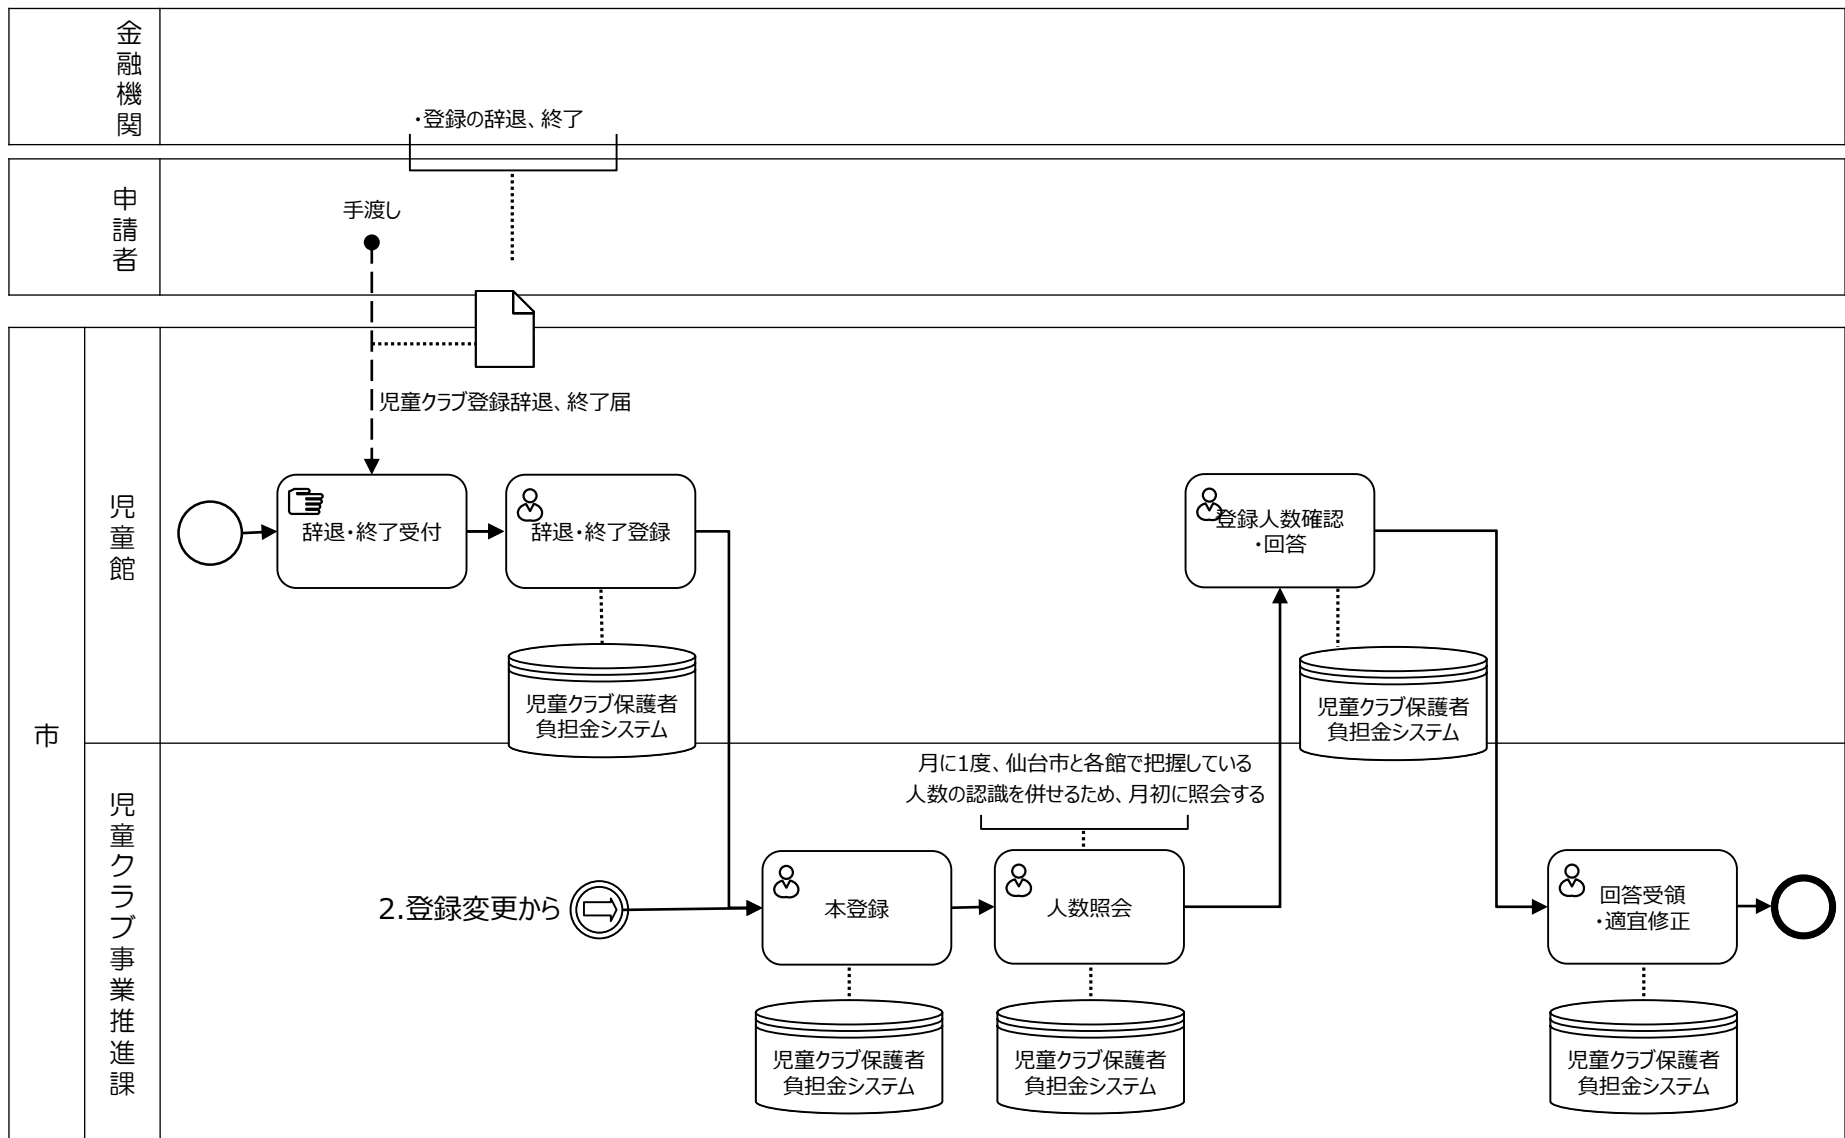 金融機関
・登録の辞退、終了
申請者
手渡し
児童クラブ登録辞退、終了届
市
児童館
辞退・終了受付
辞退・終了登録
登録人数確認
・回答
児童クラブ保護者
負担金システム
児童クラブ保護者
負担金システム
児童クラブ事業推進課
月に1度、仙台市と各館で把握している
人数の認識を併せるため、月初に照会する
2.登録変更から
本登録
人数照会
回答受領
・適宜修正
児童クラブ保護者
負担金システム
児童クラブ保護者
負担金システム
児童クラブ保護者
負担金システム